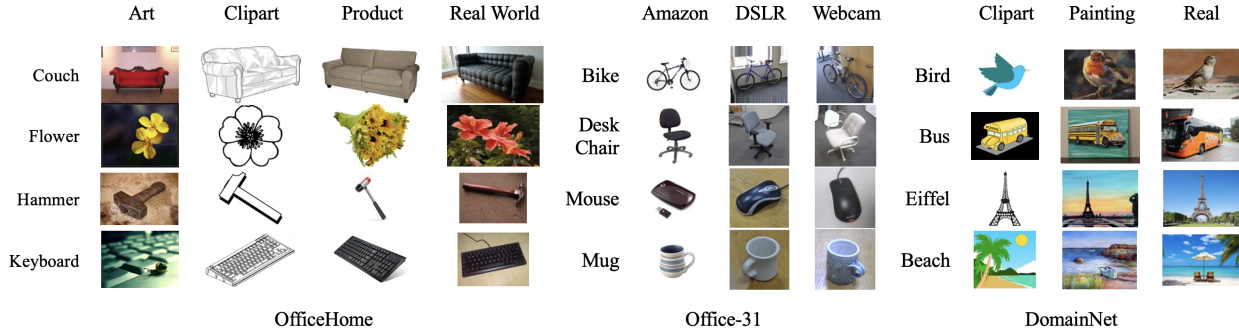 Art Clipart Product Real World Amazon DSLR Webcam Clipart Painting Real
Couch Bike Bird
Flower Desk Chair Bus
Hammer Mouse Eiffel
Keyboard Mug Beach
OfficeHome Office-31 DomainNet